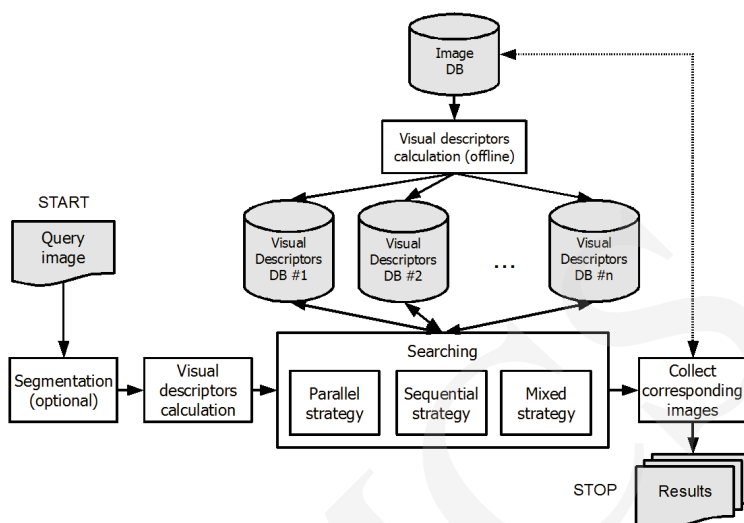 Image
DB
Visual descriptors
calculation (offline)
START
Query
image
Visual
Descriptors
DB #1
Visual
Descriptors
DB #2
...
Visual
Descriptors
DB #n
Searching
Segmentation
(optional)
Visual
descriptors
calculation
Parallel
strategy
Sequential
strategy
Mixed
strategy
Collect
corresponding
images
STOP
Results